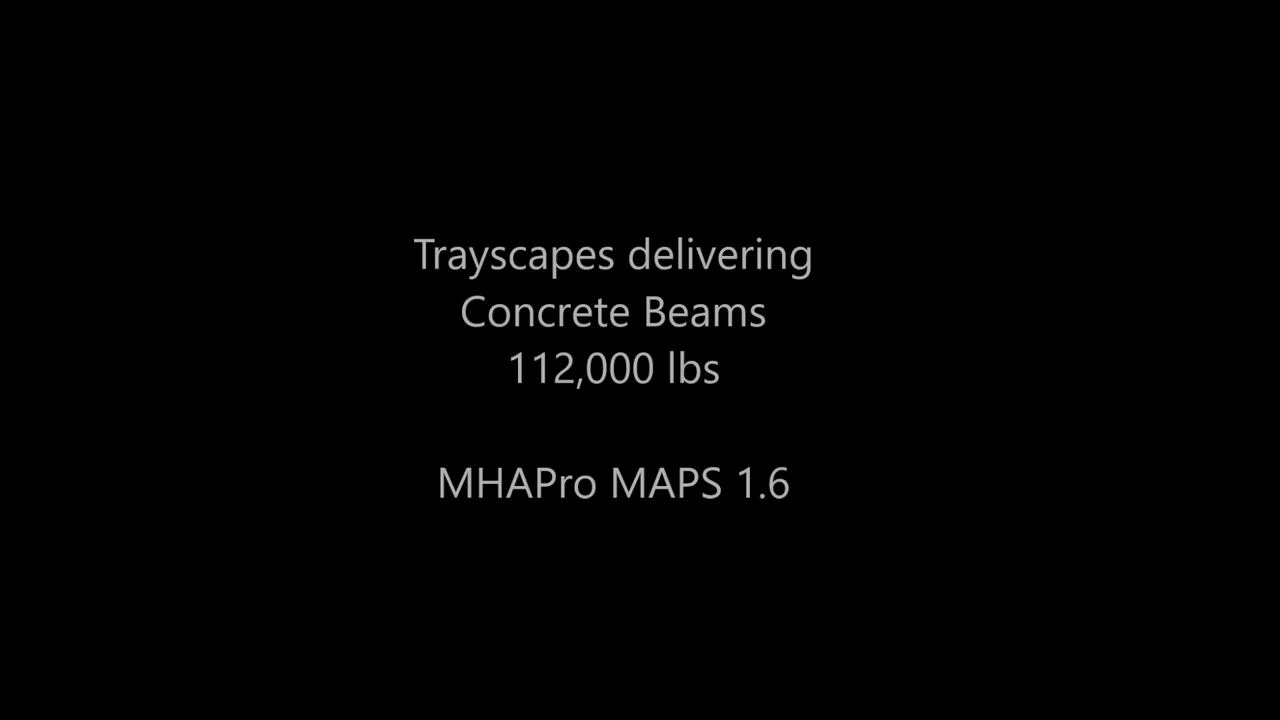 Trayscapes delivering
Concrete Beams
112,000 lbs
MHAPro MAPS 1.6